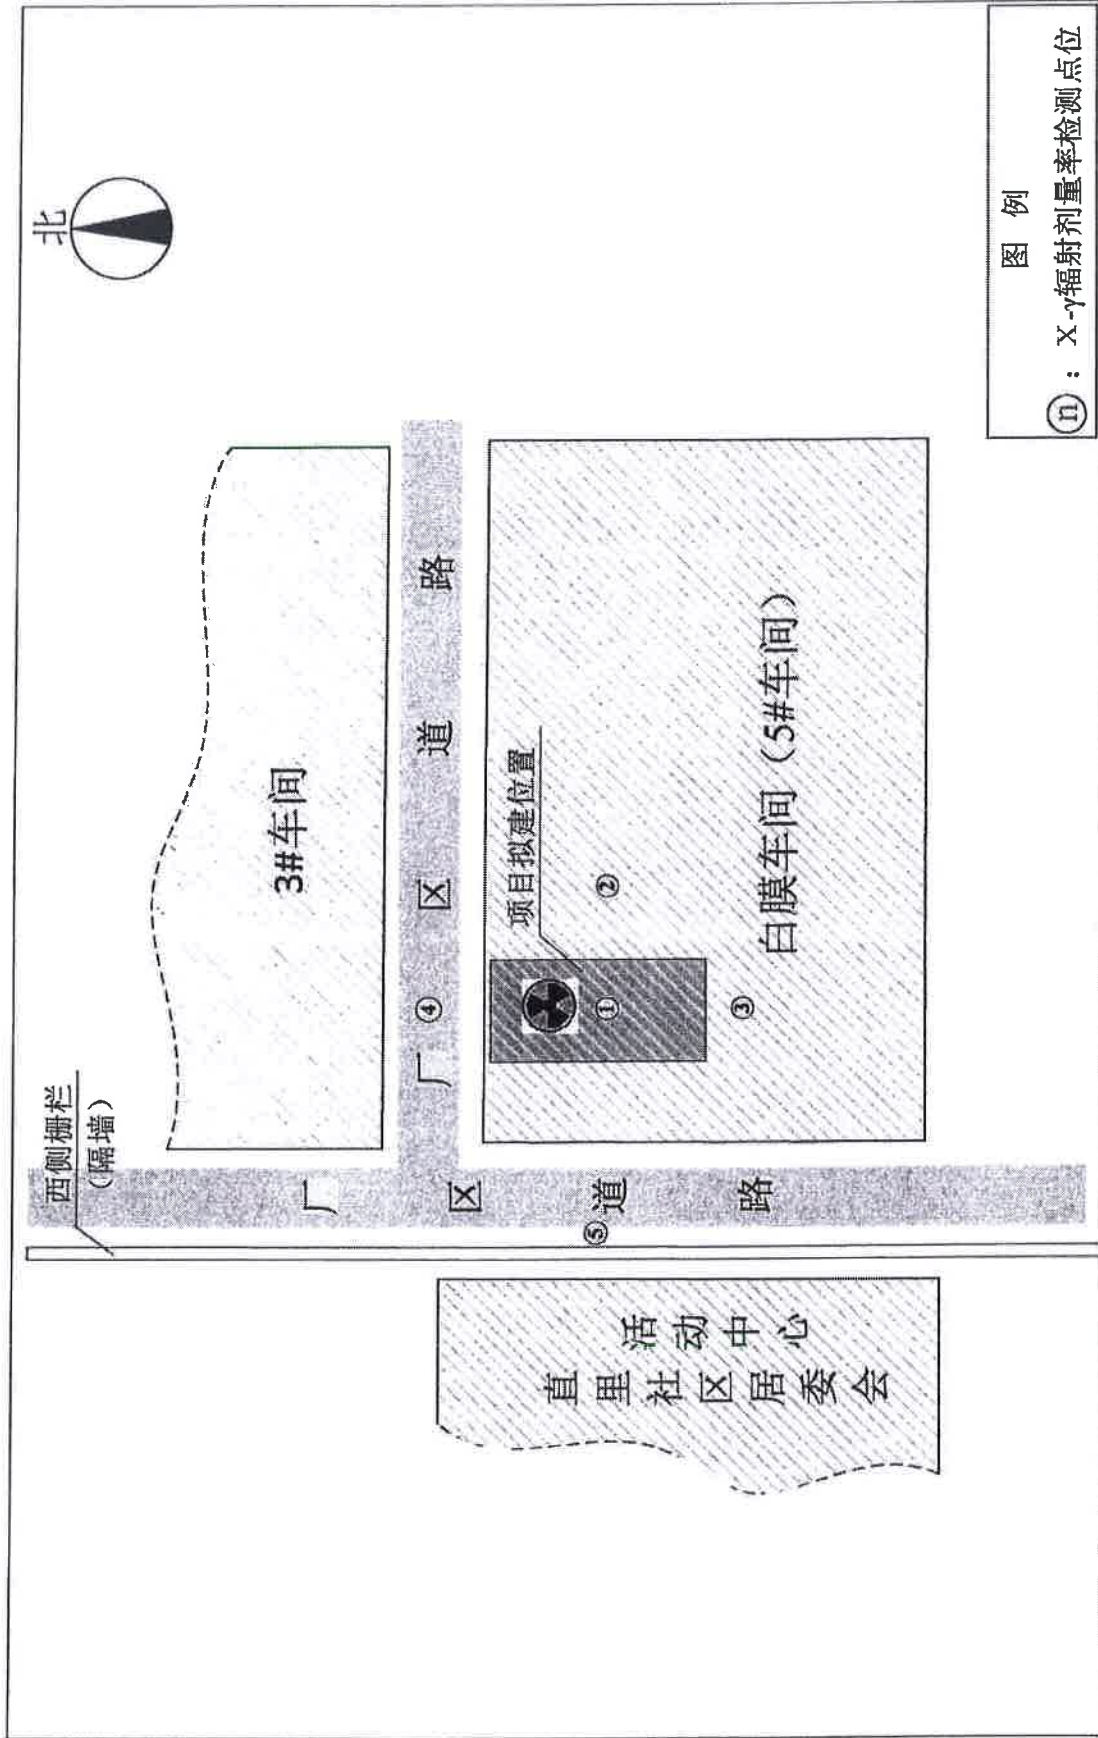 北
西侧栅栏
（隔墙）
3#车间
厂区道路
④
厂区道路
⑤
项目拟建位置
①
②
③
白膜车间（5#车间）
活动中心
直里社区居委会
图 例
ⓝ：X-γ辐射剂量率检测点位